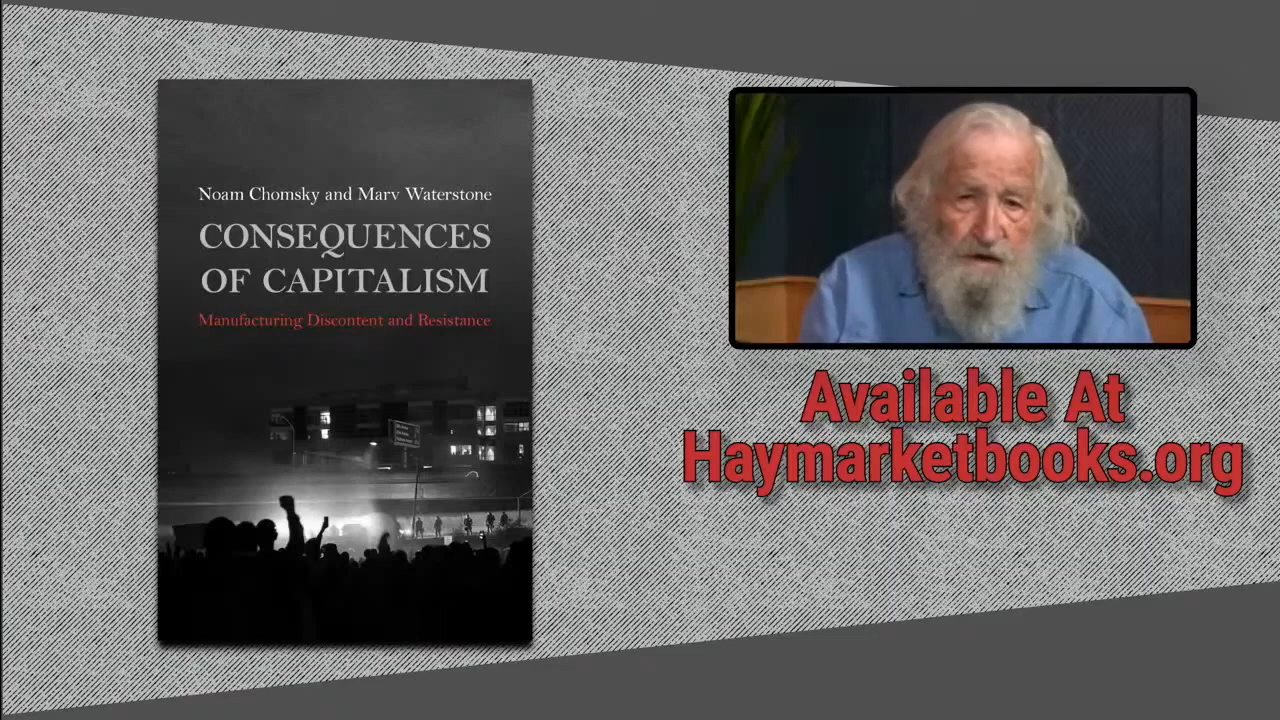 Noam Chomsky and Marv Waterstone
CONSEQUENCES
OF CAPITALISM
Manufacturing Discontent and Resistance
Available At
Haymarketbooks.org